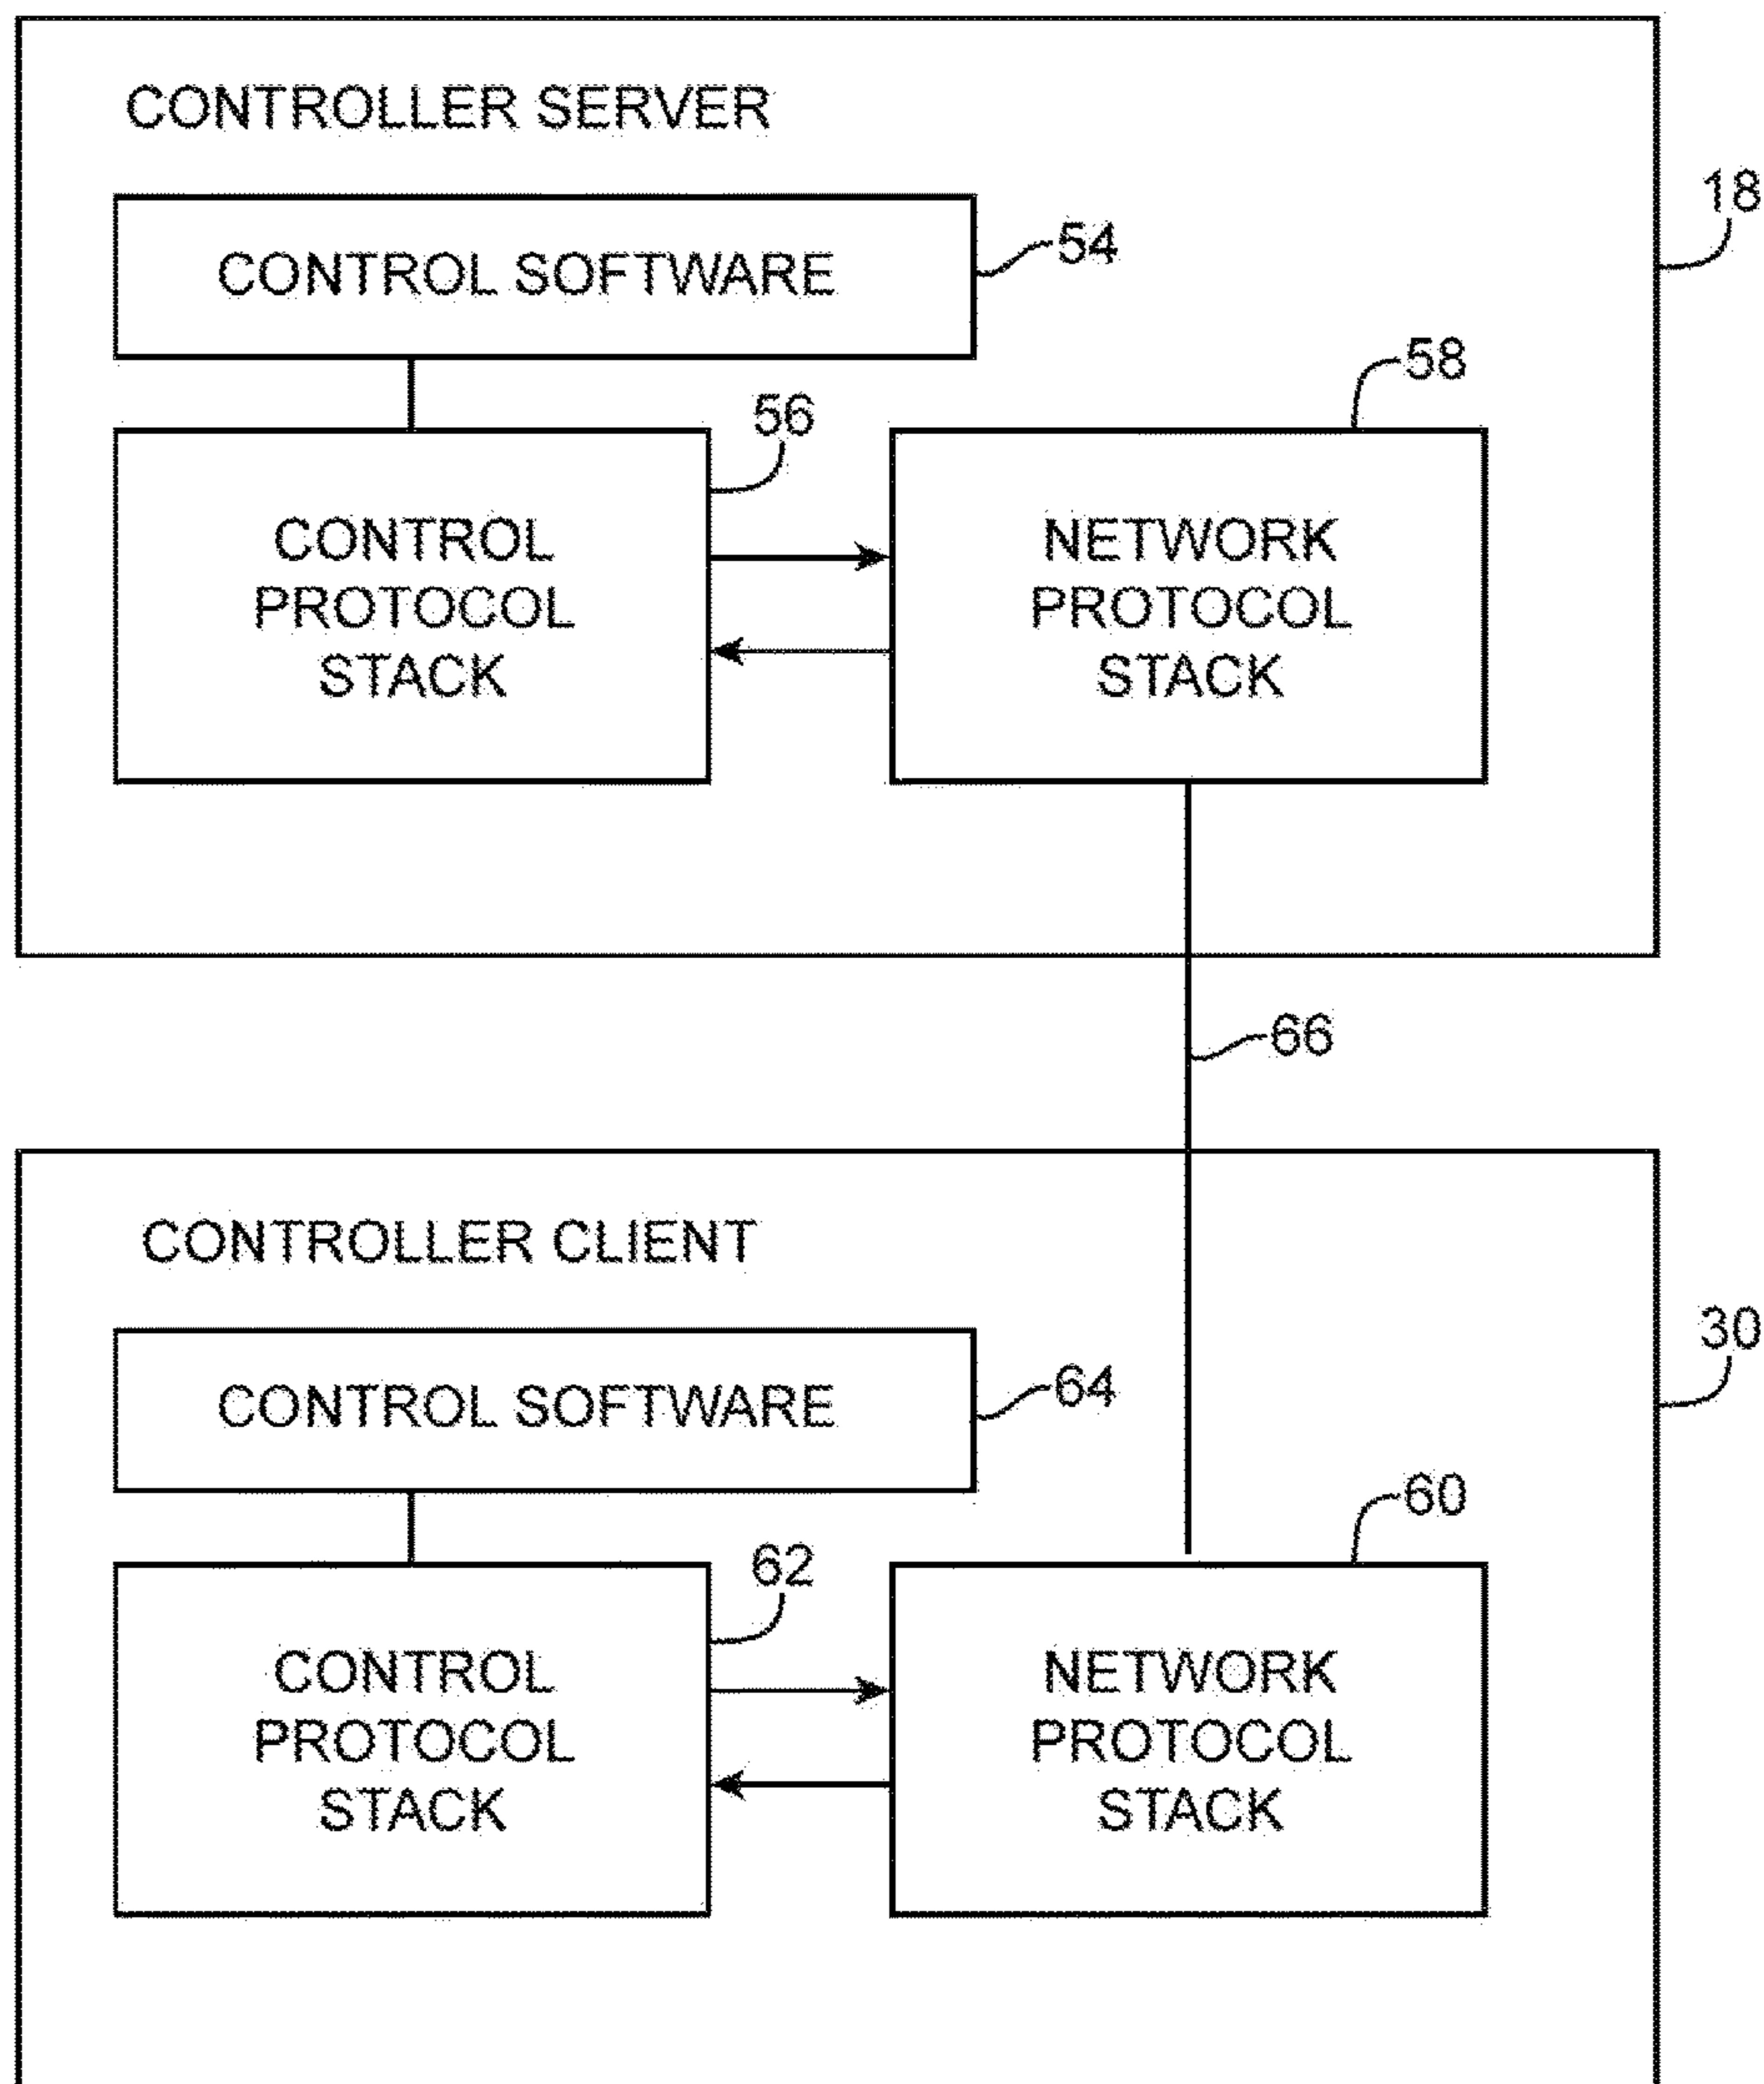 CONTROLLER SERVER
18
CONTROL SOFTWARE
54
58
56
CONTROL
PROTOCOL
STACK
NETWORK
PROTOCOL
STACK
66
CONTROLLER CLIENT
30
CONTROL SOFTWARE
64
60
62
CONTROL
PROTOCOL
STACK
NETWORK
PROTOCOL
STACK